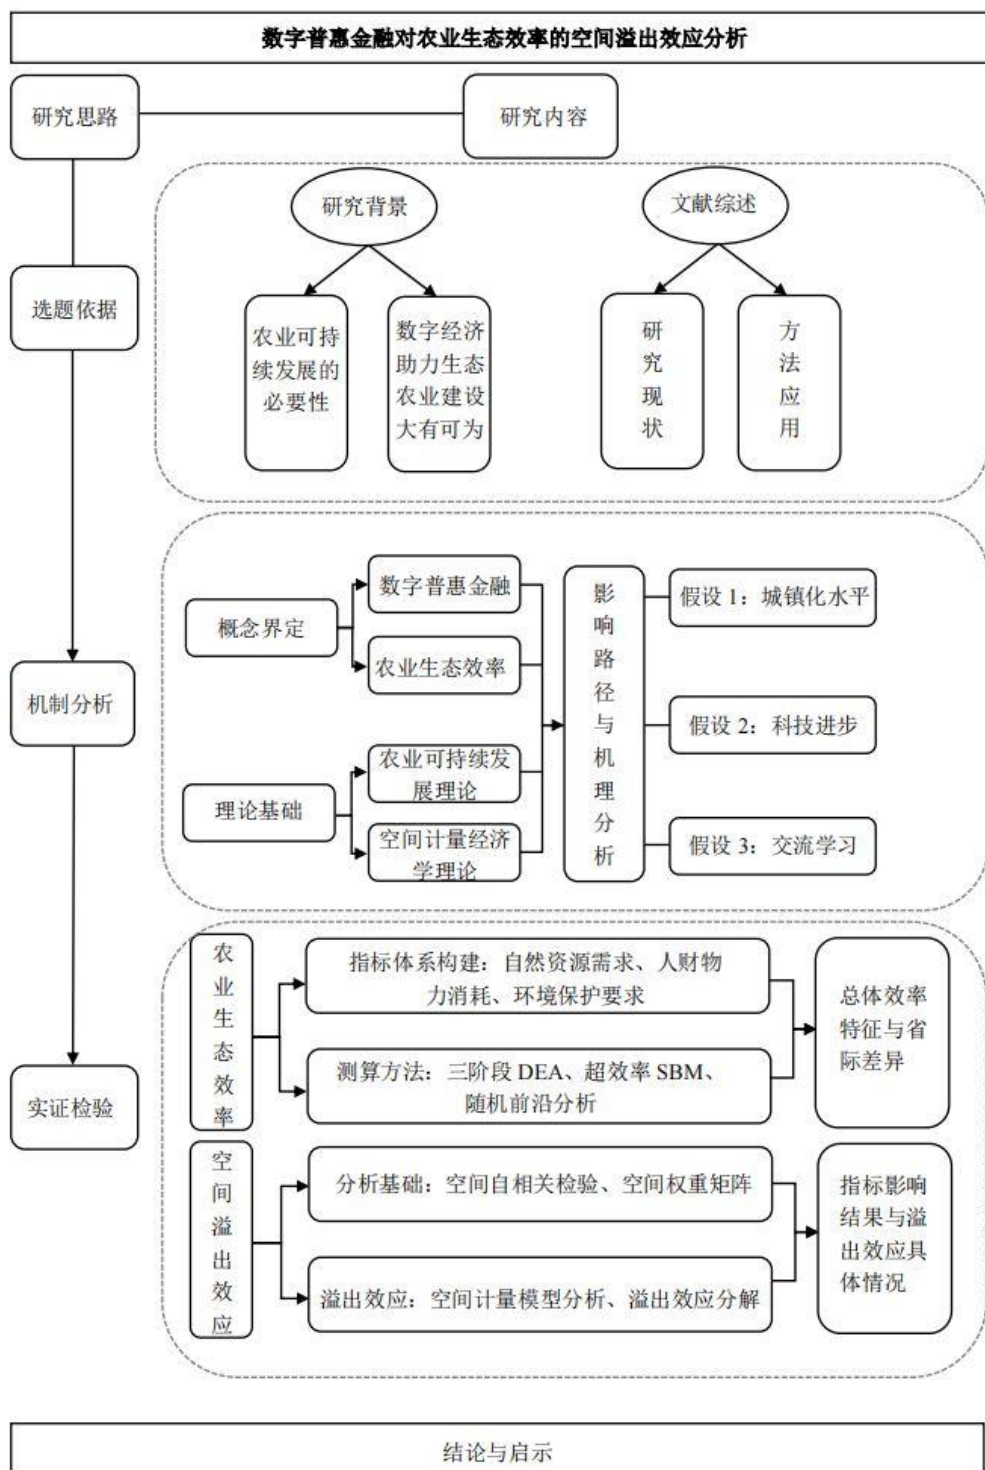 数字普惠金融对农业生态效率的空间溢出效应分析
研究思路
研究内容
选题依据
研究背景
文献综述
农业可持
续发展的
必要性
数字经济
助力生态
农业建设
大有可为
研
究
现
状
方
法
应
用
机制分析
概念界定
数字普惠金融
农业生态效率
理论基础
农业可持续发
展理论
空间计量经济
学理论
影
响
路
径
与
机
理
分
析
假设 1：城镇化水平
假设 2：科技进步
假设 3：交流学习
实证检验
农
业
生
态
效
率
指标体系构建：自然资源需求、人财物
力消耗、环境保护要求
测算方法：三阶段 DEA、超效率 SBM、
随机前沿分析
总体效率
特征与省
际差异
空
间
溢
出
效
应
分析基础：空间自相关检验、空间权重矩阵
溢出效应：空间计量模型分析、溢出效应分解
指标影响
结果与溢
出效应具
体情况
结论与启示